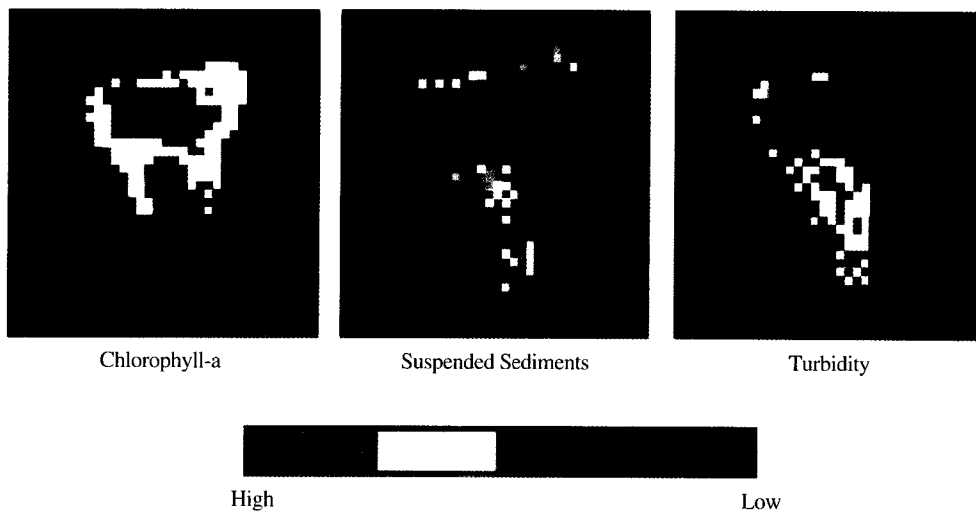 Chlorophyll-a
Suspended Sediments
Turbidity
High
Low